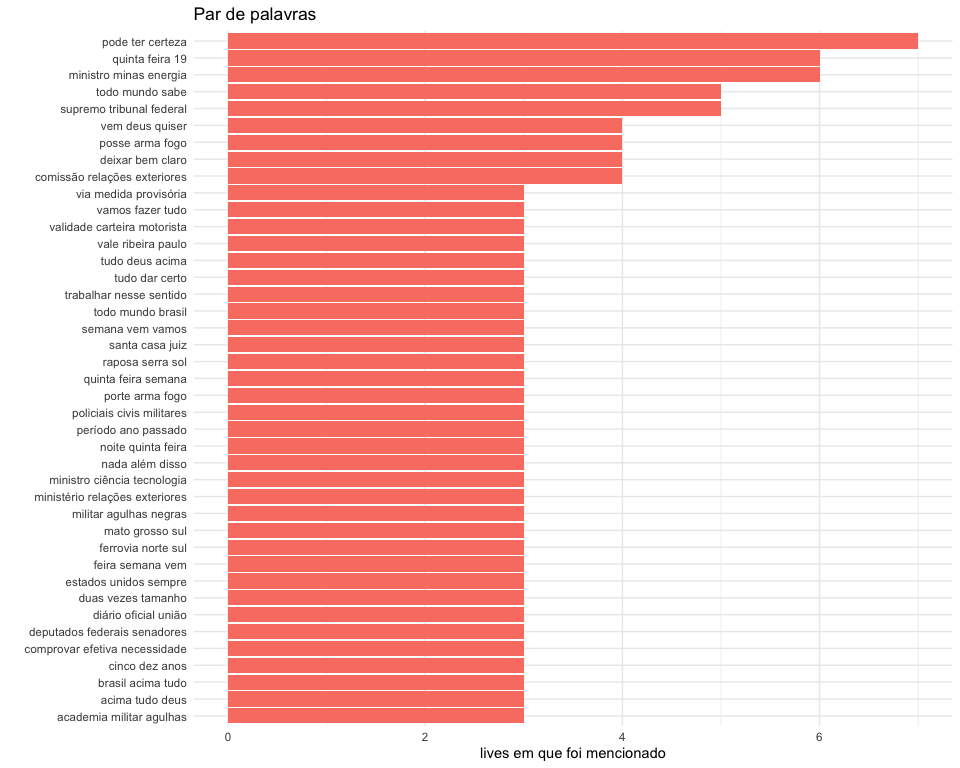 Par de palavras
pode ter certeza
quinta feira 19
ministro minas energia
todo mundo sabe
supremo tribunal federal
vem deus quiser
posse arma fogo
deixar bem claro
comissão relações exteriores
via medida provisória
vamos fazer tudo
validade carteira motorista
vale ribeira paulo
tudo deus acima
tudo dar certo
trabalhar nesse sentido
todo mundo brasil
semana vem vamos
santa casa juiz
raposa serra sol
quinta feira semana
porte arma fogo
policiais civis militares
período ano passado
noite quinta feira
nada além disso
ministro ciência tecnologia
ministério relações exteriores
militar agulhas negras
mato grosso sul
ferrovia norte sul
feira semana vem
estados unidos sempre
duas vezes tamanho
diário oficial união
deputados federais senadores
comprovar efetiva necessidade
cinco dez anos
brasil acima tudo
acima tudo deus
academia militar agulhas
0 2 4 6
lives em que foi mencionado